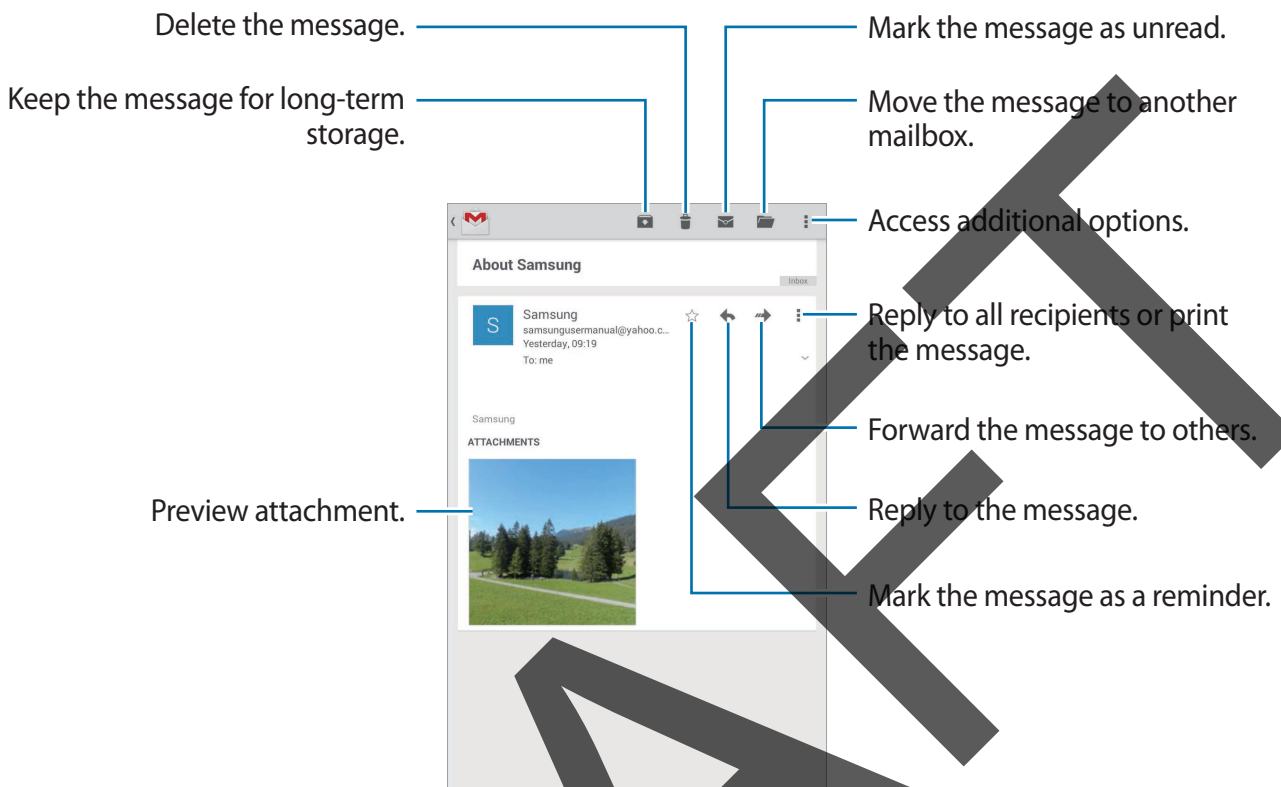 Delete the message.
Keep the message for long-term
storage.
Mark the message as unread.
Move the message to another
mailbox.
Access additional options.
About Samsung
Inbox
S
Samsung
samsungusermanual@yahoo.c...
Yesterday, 09:19
To: me
Reply to all recipients or print
the message.
Samsung
ATTACHMENTS
Forward the message to others.
Preview attachment.
Reply to the message.
Mark the message as a reminder.
AFT